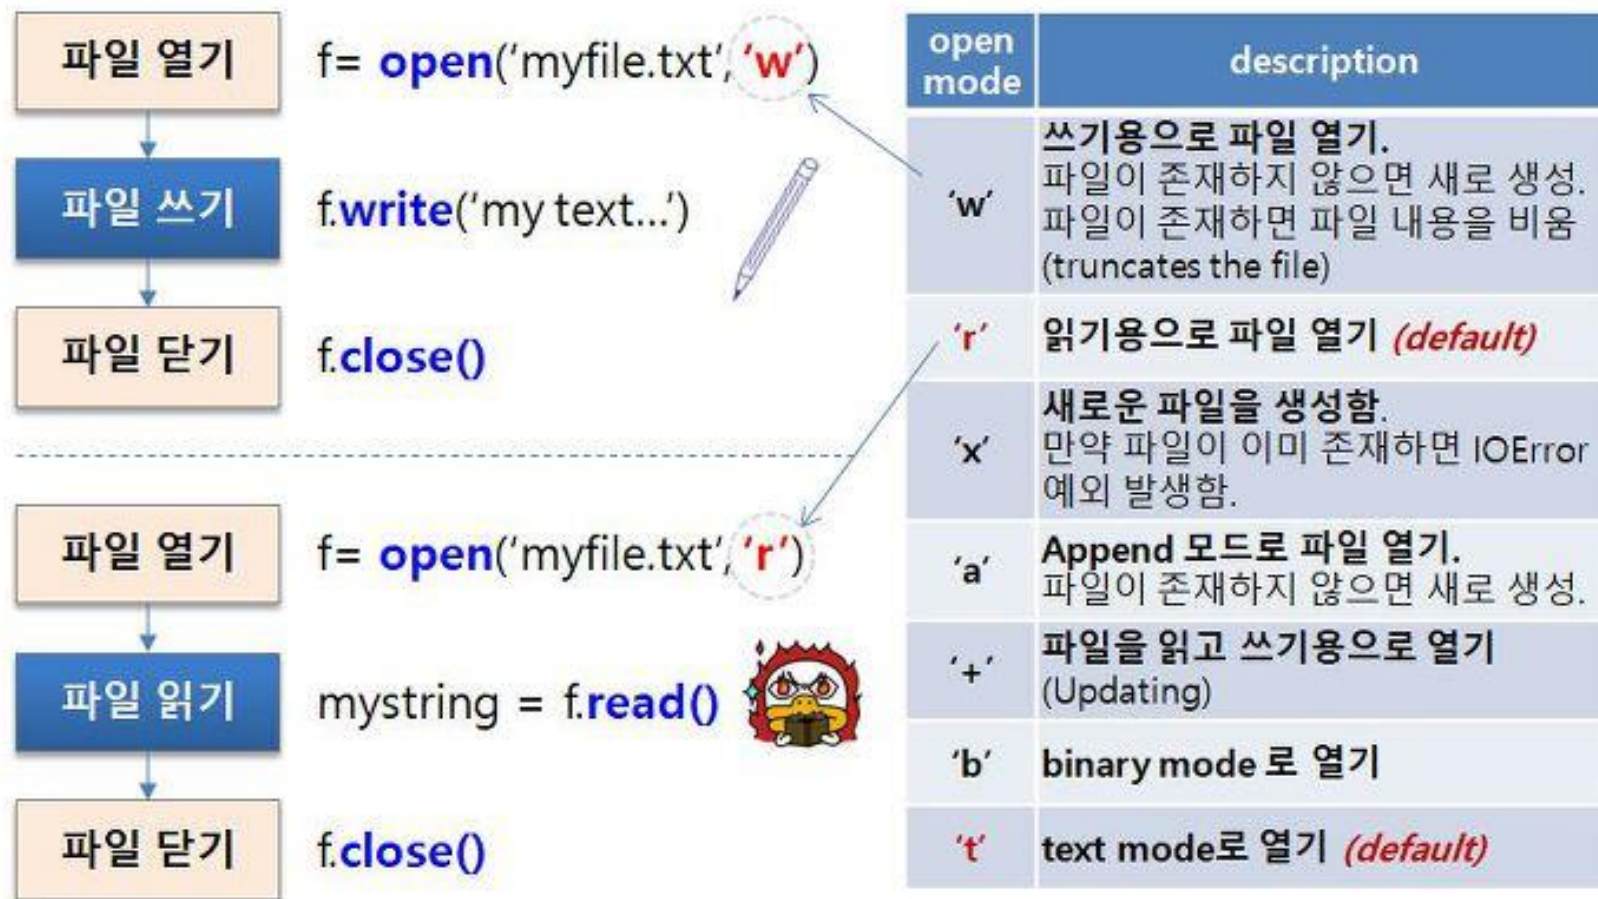 파일 열기
f= open(‘myfile.txt’, ‘w’)
파일 쓰기
f.write(‘my text...’)
파일 닫기
f.close()
파일 열기
f= open(‘myfile.txt’, ‘r’)
파일 읽기
mystring = f.read()
파일 닫기
f.close()
open
mode
description
‘w’
쓰기용으로 파일 열기.
파일이 존재하지 않으면 새로 생성.
파일이 존재하면 파일 내용을 비움
(truncates the file)
‘r’
읽기용으로 파일 열기 (default)
‘x’
새로운 파일을 생성함.
만약 파일이 이미 존재하면 IOError
예외 발생함.
‘a’
Append 모드로 파일 열기.
파일이 존재하지 않으면 새로 생성.
‘+’
파일을 읽고 쓰기용으로 열기
(Updating)
‘b’
binary mode 로 열기
‘t’
text mode로 열기 (default)